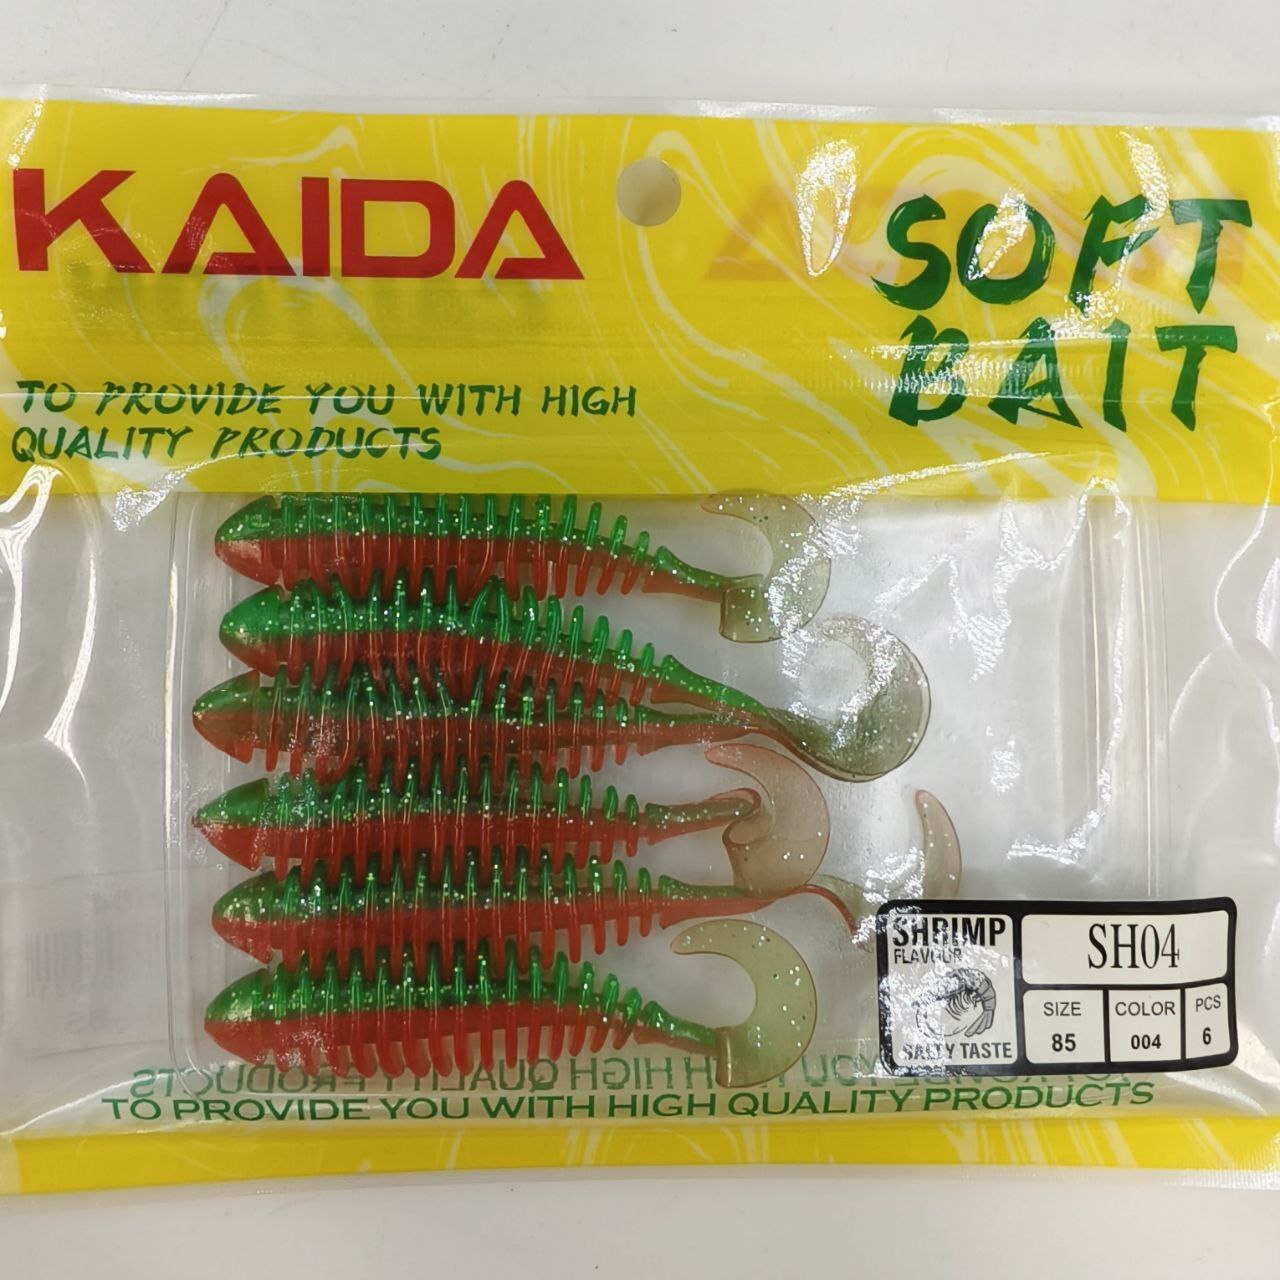 KAIDA
SOFT
BAIT
TO PROVIDE YOU WITH HIGH
QUALITY PRODUCTS
SHRIMP
FLAVOUR
SALTY TASTE
SH04
SIZE
85
COLOR
004
PCS
6
TO PROVIDE YOU WITH HIGH QUALITY PRODUCTS